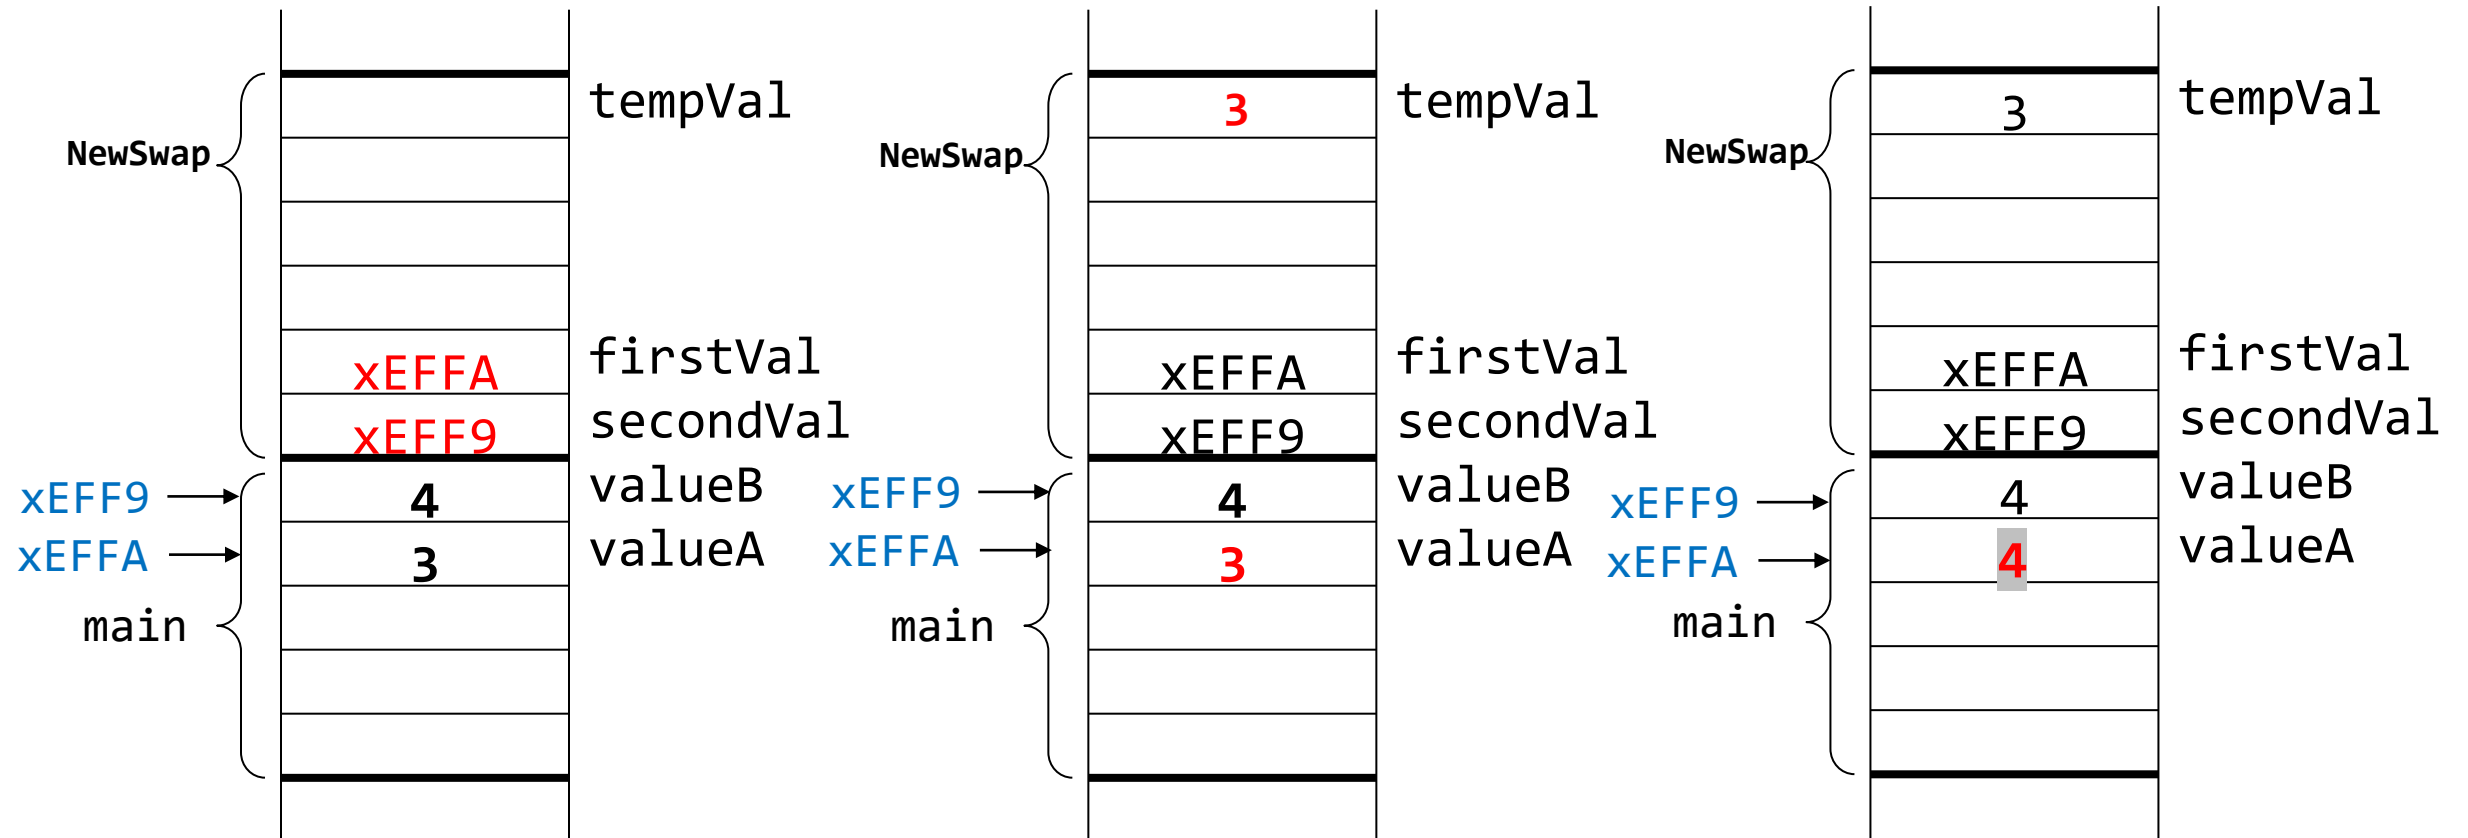 tempVal
NewSwap
xEFFA firstVal
xEFF9 secondVal
xEFF9 4 valueB
xEFFA 3 valueA
main
3 tempVal
NewSwap
xEFFA firstVal
xEFF9 secondVal
xEFF9 4 valueB
xEFFA 3 valueA
main
3 tempVal
NewSwap
xEFFA firstVal
xEFF9 secondVal
xEFF9 4 valueB
xEFFA 4 valueA
main